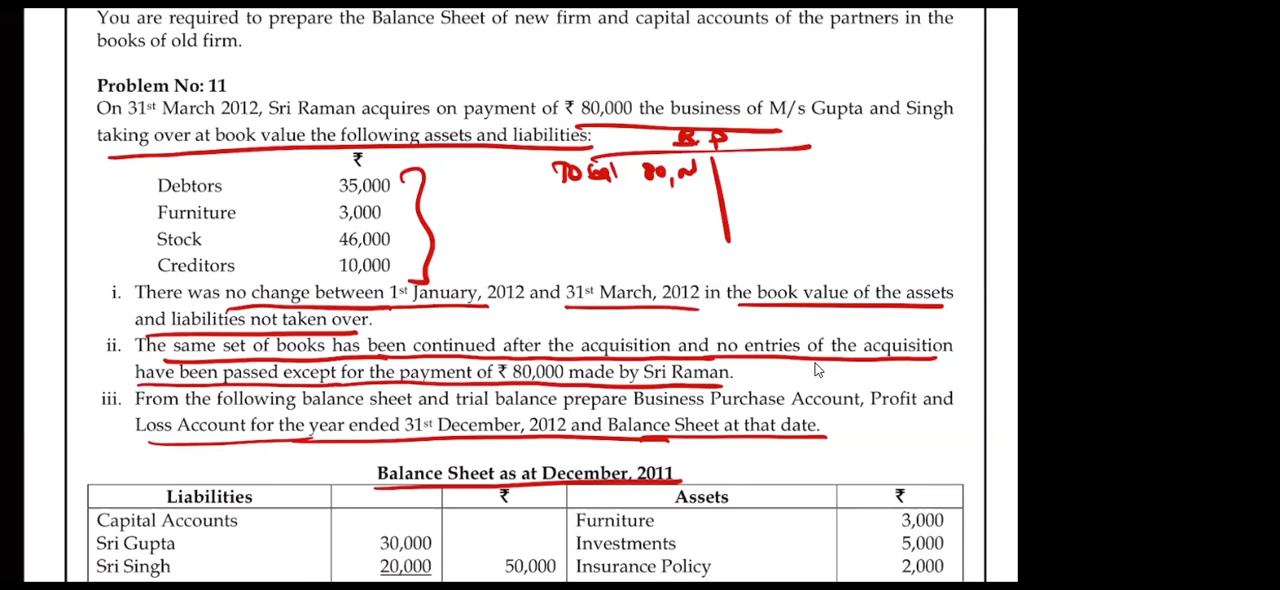 You are required to prepare the Balance Sheet of new firm and capital accounts of the partners in the
books of old firm.
Problem No: 11
On 31st March 2012, Sri Raman acquires on payment of ₹ 80,000 the business of M/s Gupta and Singh
taking over at book value the following assets and liabilities:
B. P
₹
Total 80,
Debtors 35,000
Furniture 3,000
Stock 46,000
Creditors 10,000
i. There was no change between 1st January, 2012 and 31st March, 2012 in the book value of the assets
and liabilities not taken over.
ii. The same set of books has been continued after the acquisition and no entries of the acquisition
have been passed except for the payment of ₹ 80,000 made by Sri Raman.
iii. From the following balance sheet and trial balance prepare Business Purchase Account, Profit and
Loss Account for the year ended 31st December, 2012 and Balance Sheet at that date.
Balance Sheet as at December, 2011
Liabilities ₹ Assets ₹
Capital Accounts Furniture 3,000
Sri Gupta 30,000 Investments 5,000
Sri Singh 20,000 50,000 Insurance Policy 2,000